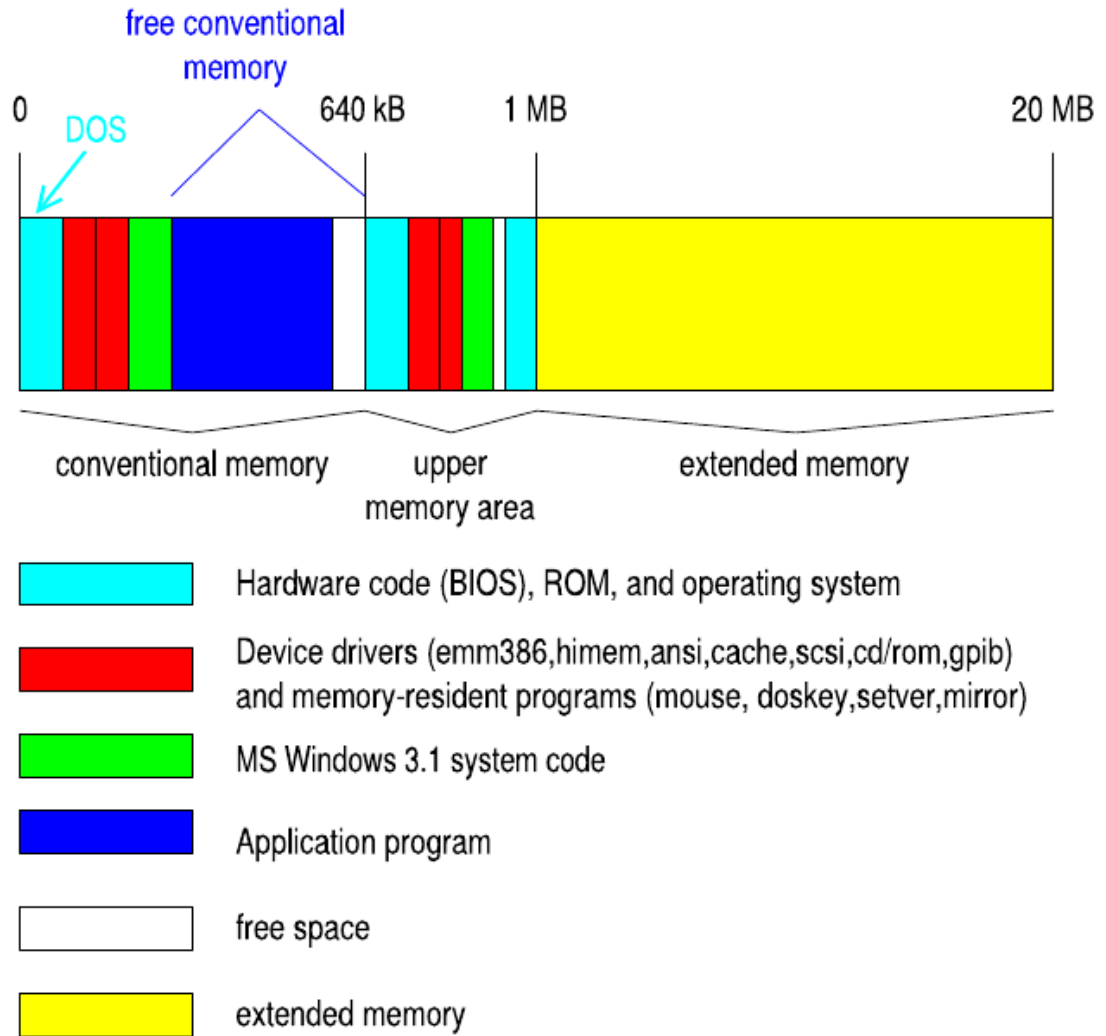 free conventional
memory
0
640 kB
1 MB
20 MB
DOS
conventional memory
upper
memory area
extended memory
Hardware code (BIOS), ROM, and operating system
Device drivers (emm386,himem,ansi,cache,scsi,cd/rom,gpib)
and memory-resident programs (mouse, doskey,setver,mirror)
MS Windows 3.1 system code
Application program
free space
extended memory